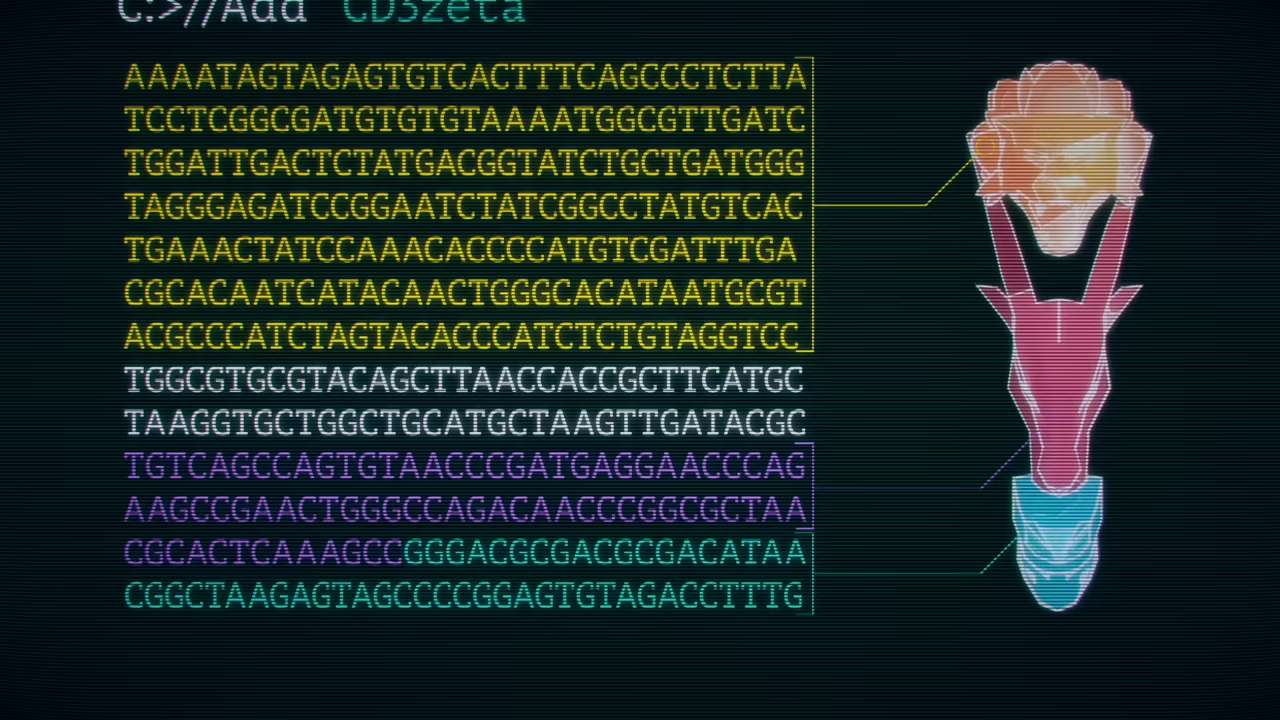 C:>//Add CD3zeta
AAAATAGTAGAGTGTCACTTTCAGCCCTCTTA
TCCTCGGCGATGTGTGTAAAATGGCGTTGATC
TGGATTGACTCTATGACGGTATCTGCTGATGGG
TAGGGAGATCCGGAATCTATCGGCCTATGTCAC
TGAAACTATCCAAACACCCCATGTCGATTTGA
CGCACAATCATACAACTGGGCACATAATGCGT
ACGCCCATCTAGTACACCCATCTCTGTAGGTCC
TGGCGTGCGTACAGCTTAACCACCGCTTCATGC
TAAGGTGCTGGCTGCATGCTAAGTTGATACGC
TGTCAGCCAGTGTAACCCGATGAGGAACCCAG
AAGCCGAACTGGGCCAGACAACCCGGCGCTAA
CGCACTCAAAGCCGGGACGCGACGCGACATAA
CGGCTAAGAGTAGCCCCGGAGTGTAGACCTTTG